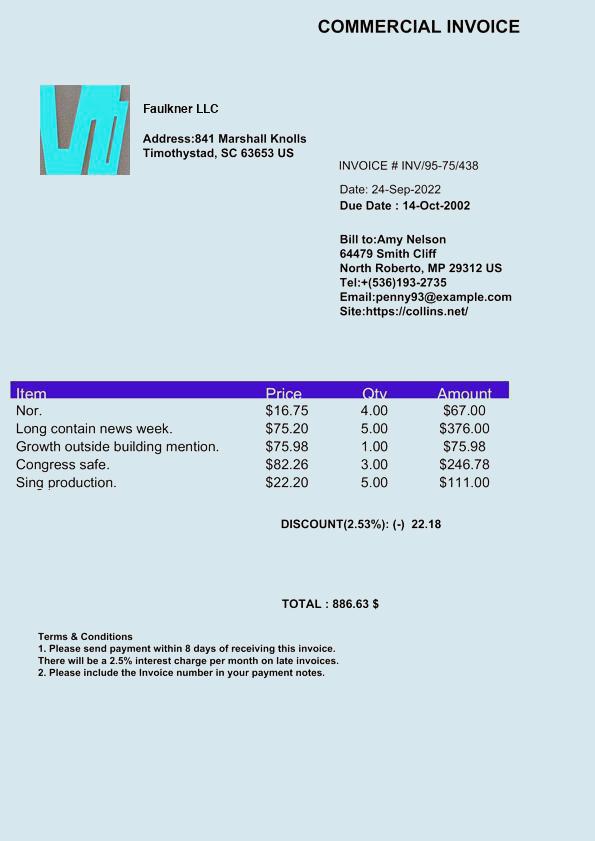 COMMERCIAL INVOICE
Faulkner LLC
Address:841 Marshall Knolls
Timothystad, SC 63653 US
INVOICE # INV/95-75/438
Date: 24-Sep-2022
Due Date : 14-Oct-2002
Bill to:Amy Nelson
64479 Smith Cliff
North Roberto, MP 29312 US
Tel:+(536)193-2735
Email:penny93@example.com
Site:https://collins.net/
Item Price Qty Amount
Nor. $16.75 4.00 $67.00
Long contain news week. $75.20 5.00 $376.00
Growth outside building mention. $75.98 1.00 $75.98
Congress safe. $82.26 3.00 $246.78
Sing production. $22.20 5.00 $111.00
DISCOUNT(2.53%): (-) 22.18
TOTAL : 886.63 $
Terms & Conditions
1. Please send payment within 8 days of receiving this invoice.
There will be a 2.5% interest charge per month on late invoices.
2. Please include the Invoice number in your payment notes.